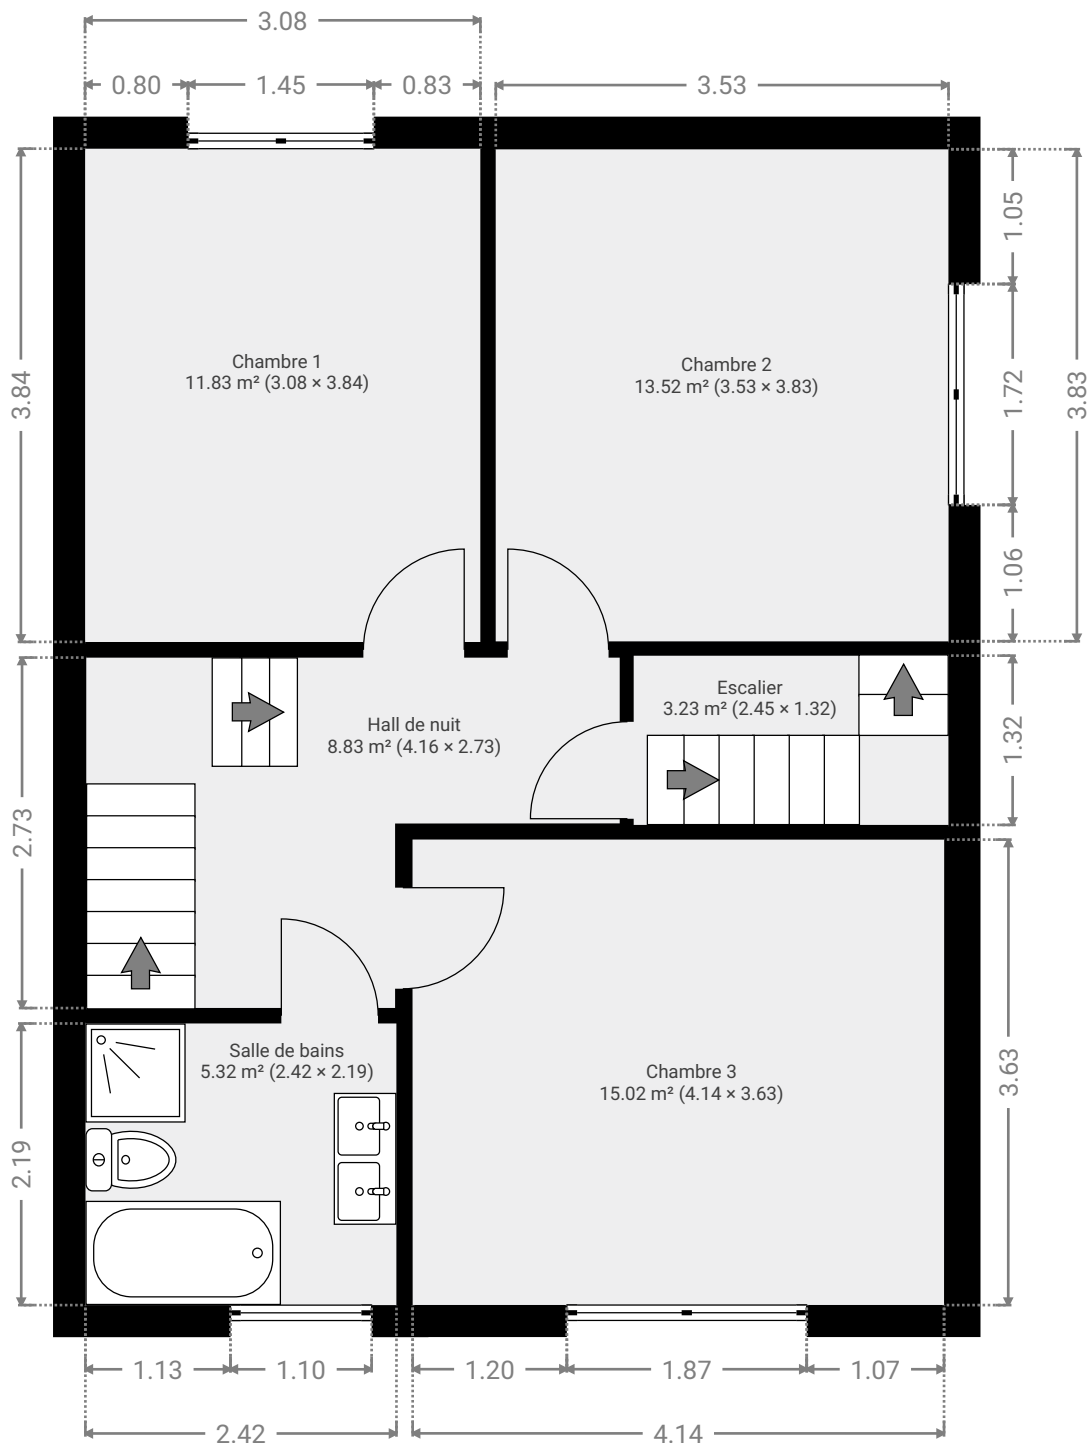 3.08
0.80
1.45
0.83
3.53
1.05
3.84
1.72
3.83
Chambre 1
11.83 m² (3.08 × 3.84)
Chambre 2
13.52 m² (3.53 × 3.83)
1.06
Escalier
3.23 m² (2.45 × 1.32)
1.32
Hall de nuit
8.83 m² (4.16 × 2.73)
2.73
Salle de bains
5.32 m² (2.42 × 2.19)
Chambre 3
15.02 m² (4.14 × 3.63)
3.63
2.19
1.13
1.10
1.20
1.87
1.07
2.42
4.14